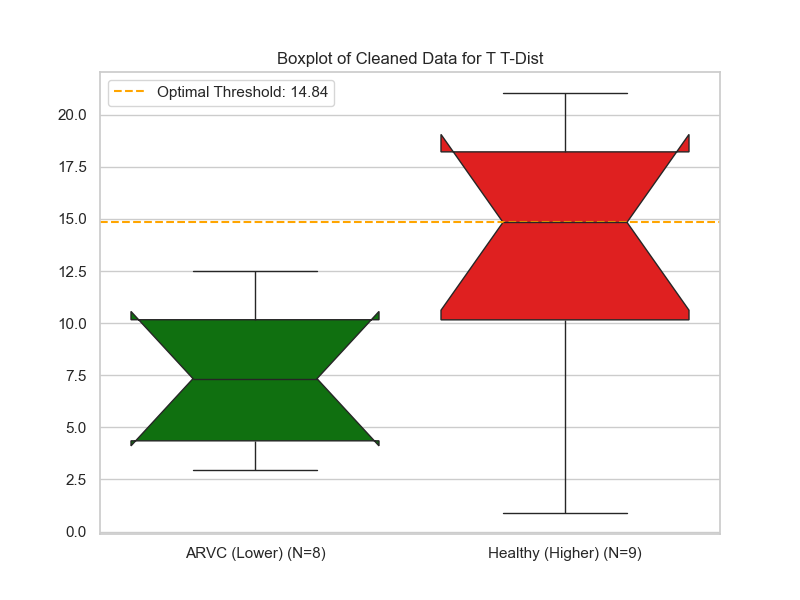 Boxplot of Cleaned Data for T T-Dist
Optimal Threshold: 14.84
20.0
17.5
15.0
12.5
10.0
7.5
5.0
2.5
0.0
ARVC (Lower) (N=8)
Healthy (Higher) (N=9)